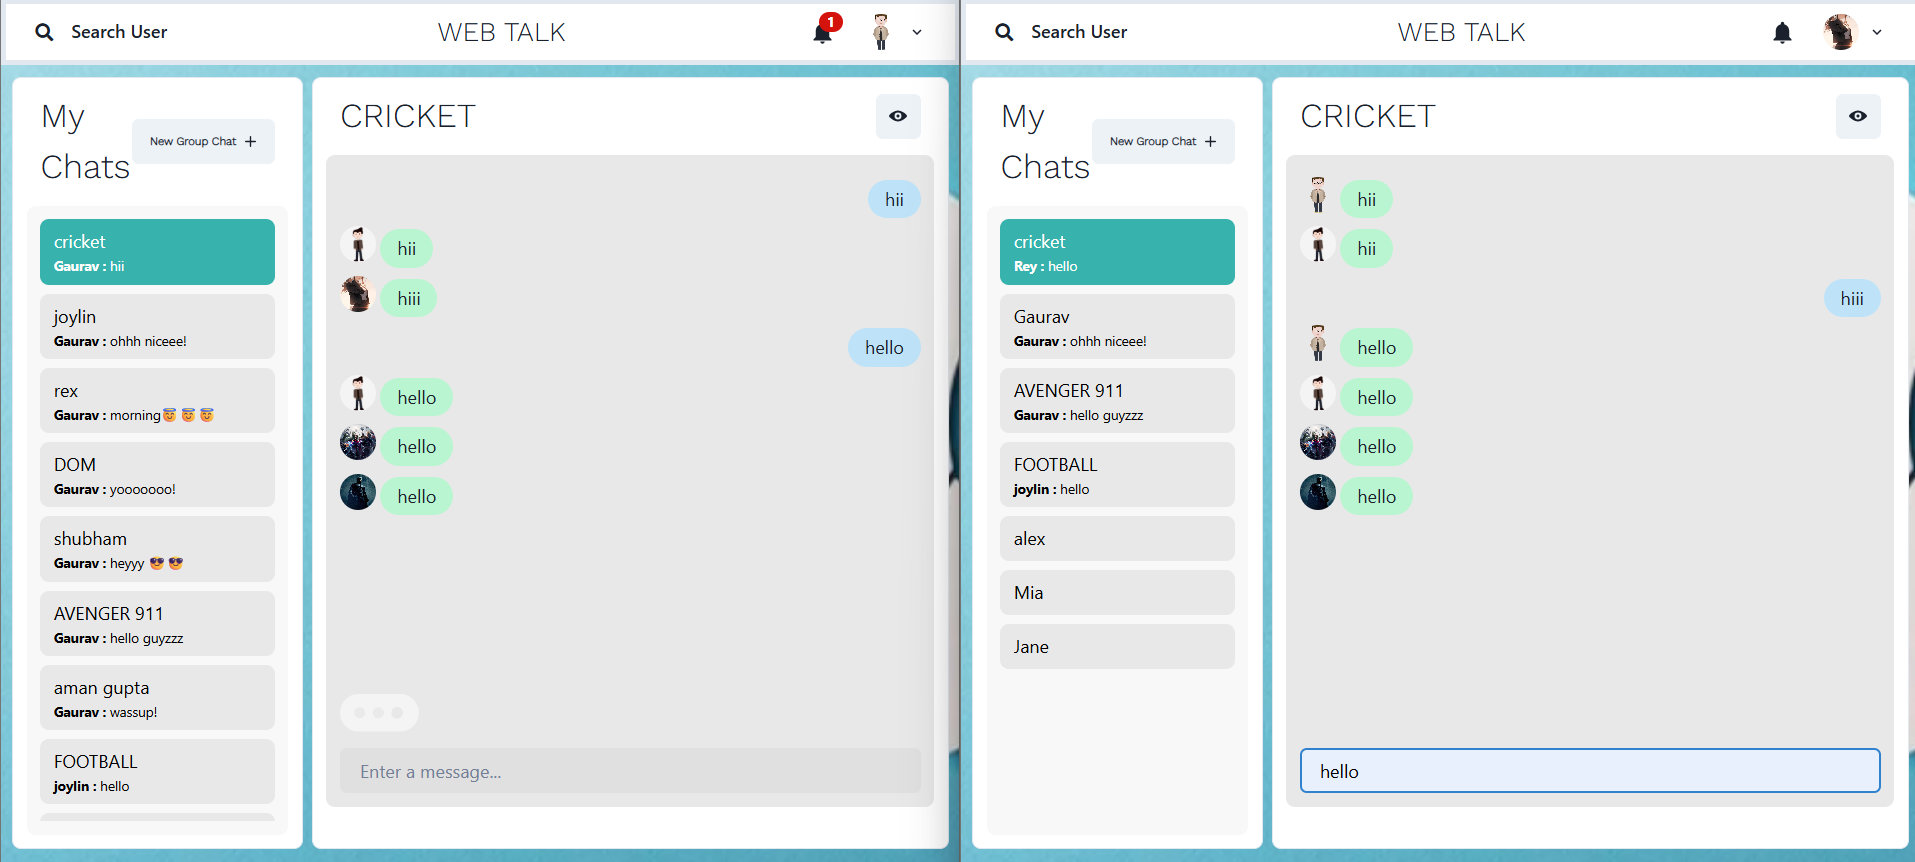 Search User
WEB TALK
1
My
Chats
New Group Chat +
cricket
Gaurav : hii
joylin
Gaurav : ohhh niceee!
rex
Gaurav : morning😇😇😇
DOM
Gaurav : yooooooo!
shubham
Gaurav : heyyy 😎😎
AVENGER 911
Gaurav : hello guyzzz
aman gupta
Gaurav : wassup!
FOOTBALL
joylin : hello
CRICKET
hii
hii
hiii
hello
hello
hello
hello
Enter a message...
Search User
WEB TALK
My
Chats
New Group Chat +
cricket
Rey : hello
Gaurav
Gaurav : ohhh niceee!
AVENGER 911
Gaurav : hello guyzzz
FOOTBALL
joylin : hello
alex
Mia
Jane
CRICKET
hii
hii
hiii
hello
hello
hello
hello
hello